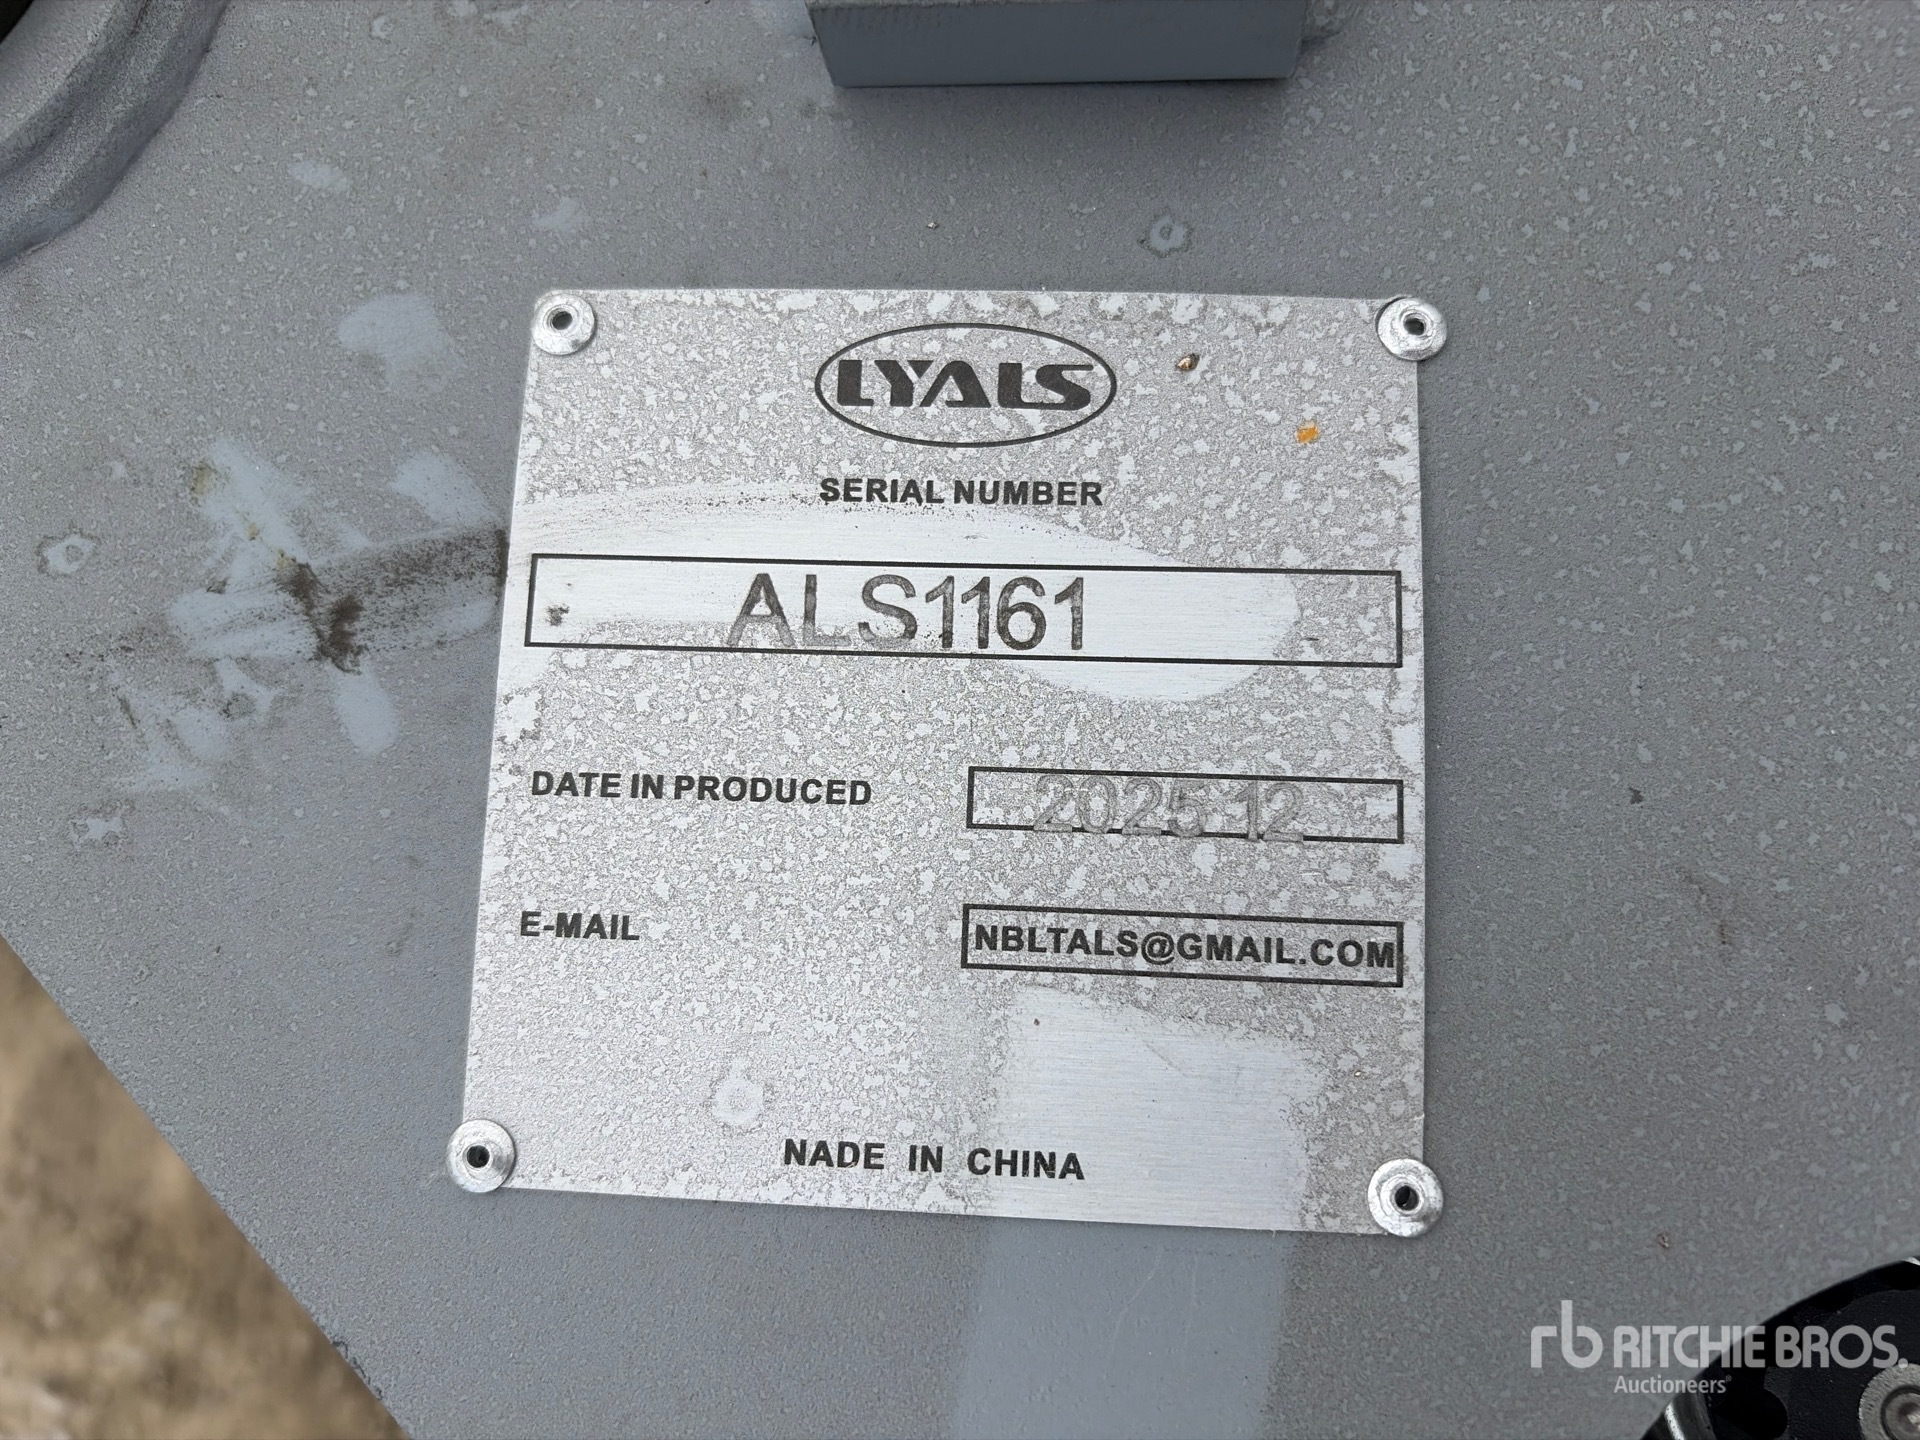 LYALS
SERIAL NUMBER
ALS1161
DATE IN PRODUCED 2025 12
E-MAIL NBLTALS@GMAIL.COM
NADE IN CHINA
rb RITCHIE BROS.
Auctioneers